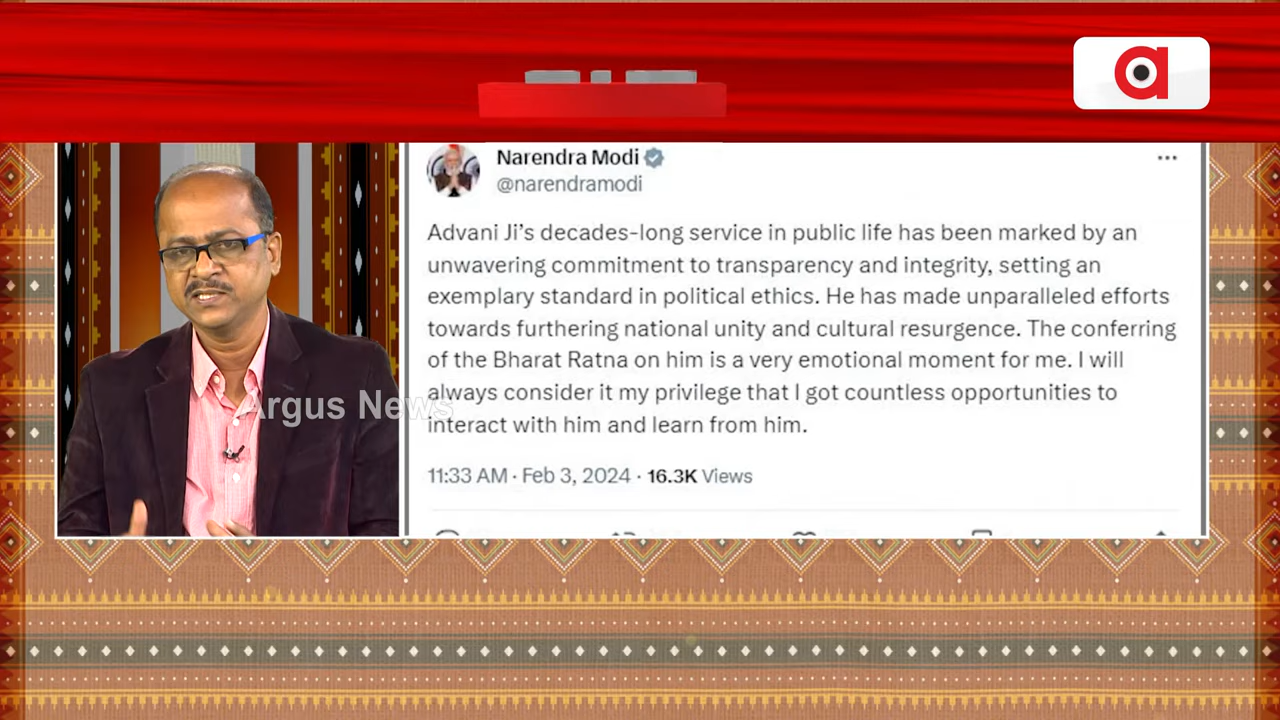 a
Narendra Modi
@narendramodi
Advani Ji's decades-long service in public life has been marked by an
unwavering commitment to transparency and integrity, setting an
exemplary standard in political ethics. He has made unparalleled efforts
towards furthering national unity and cultural resurgence. The conferring
of the Bharat Ratna on him is a very emotional moment for me. I will
always consider it my privilege that I got countless opportunities to
interact with him and learn from him.
11:33 AM · Feb 3, 2024 · 16.3K Views
Argus News